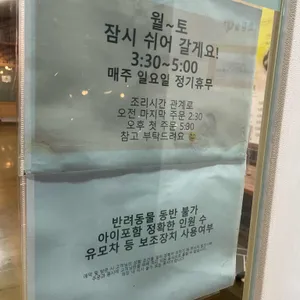 월~토
잠시 쉬어 갈게요!
3:30~5:00
매주 일요일 정기휴무
조리시간 관계로
오전 마지막 주문 2:30
오후 첫 주문 5:90
참고 부탁드려요
반려동물 동반 불가
아이포함 정확한 인원 수
유모차 등 보조장치 사용여부